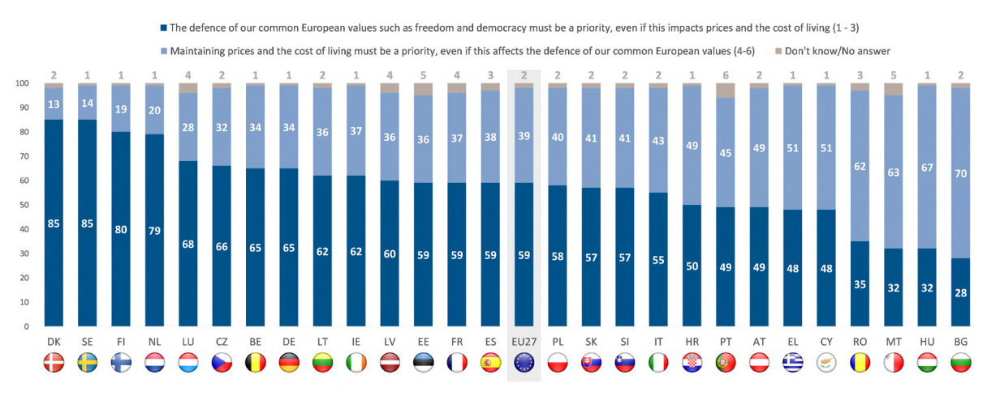 The defence of our common European values such as freedom and democracy must be a priority, even if this impacts prices and the cost of living (1 - 3)
Maintaining prices and the cost of living must be a priority, even if this affects the defence of our common European values (4-6) Don't know/No answer
100 2 1 1 1 4 2 1 1 2 1 4 5 4 3 2 2 2 2 2 1 6 2 1 1 3 5 1 2
90
80
70
60
50
40
30
20
10
0
13 14 19 20 28 32 34 34 36 37 36 36 37 38 39 40 41 41 43 49 45 49 51 51 62 63 67 70
85 85 80 79 68 66 65 65 62 62 60 59 59 59 59 58 57 57 55 50 49 49 48 48 35 32 32 28
DK SE FI NL LU CZ BE DE LT IE LV EE FR ES EU27 PL SK SI IT HR PT AT EL CY RO MT HU BG